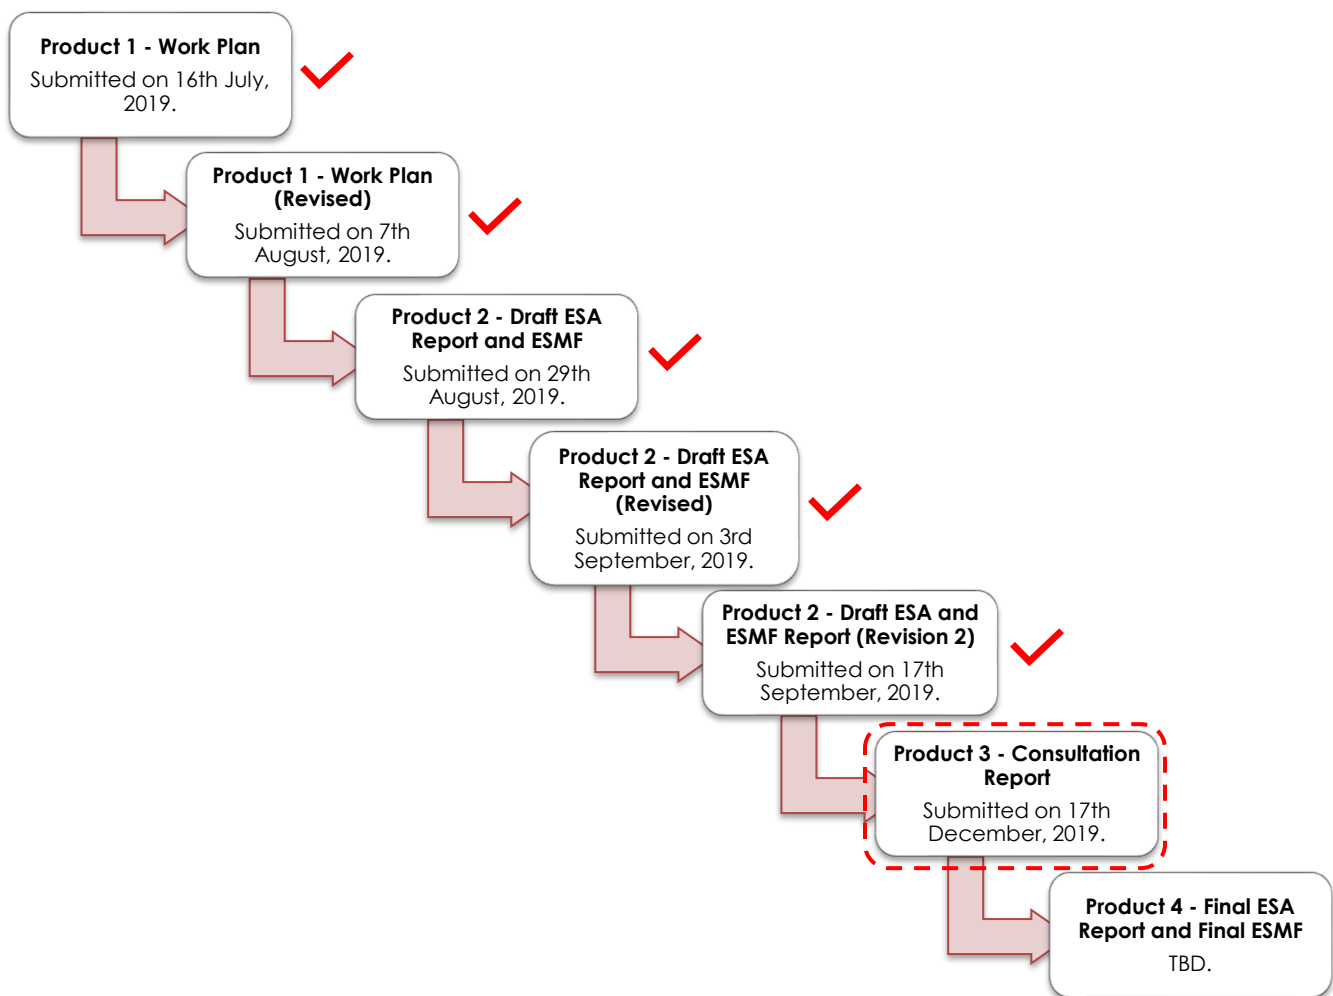 Product 1 - Work Plan
Submitted on 16th July,
2019.
Product 1 - Work Plan
(Revised)
Submitted on 7th
August, 2019.
Product 2 - Draft ESA
Report and ESMF
Submitted on 29th
August, 2019.
Product 2 - Draft ESA
Report and ESMF
(Revised)
Submitted on 3rd
September, 2019.
Product 2 - Draft ESA and
ESMF Report (Revision 2)
Submitted on 17th
September, 2019.
Product 3 - Consultation
Report
Submitted on 17th
December, 2019.
Product 4 - Final ESA
Report and Final ESMF
TBD.